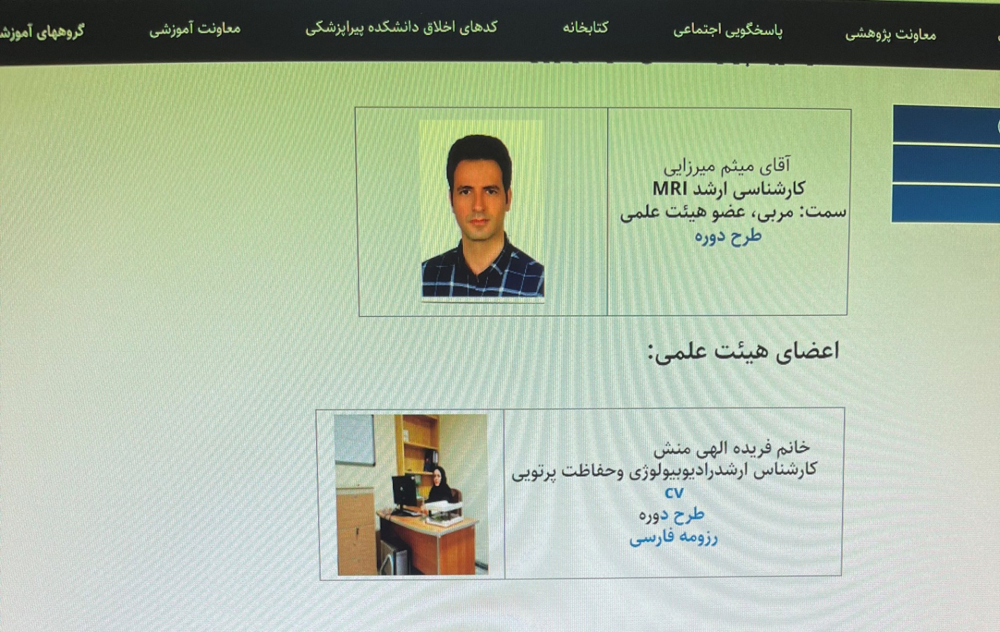 معاونت پژوهشی
پاسخگویی اجتماعی
کتابخانه
کدهای اخلاق دانشکده پیراپزشکی
معاونت آموزشی
گروههای آموزش
آقای میثم میرزایی
کارشناسی ارشد MRI
سمت: مربی، عضو هیئت علمی
طرح دوره
اعضای هیئت علمی:
خانم فریده الهی منش
کارشناس ارشدرادیوبیولوژی وحفاظت پرتویی
cv
طرح دوره
رزومه فارسی